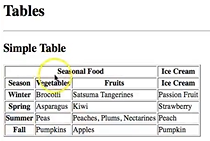 Tables
Simple Table
Seasonal Food Ice Cream
Season Vegetables Fruits Ice Cream
Winter Brocotti Satsuma Tangerines Passion Fruit
Spring Asparagus Kiwi Strawberry
Summer Peas Peaches, Plums, Nectarines Peach
Fall Pumpkins Apples Pumpkin